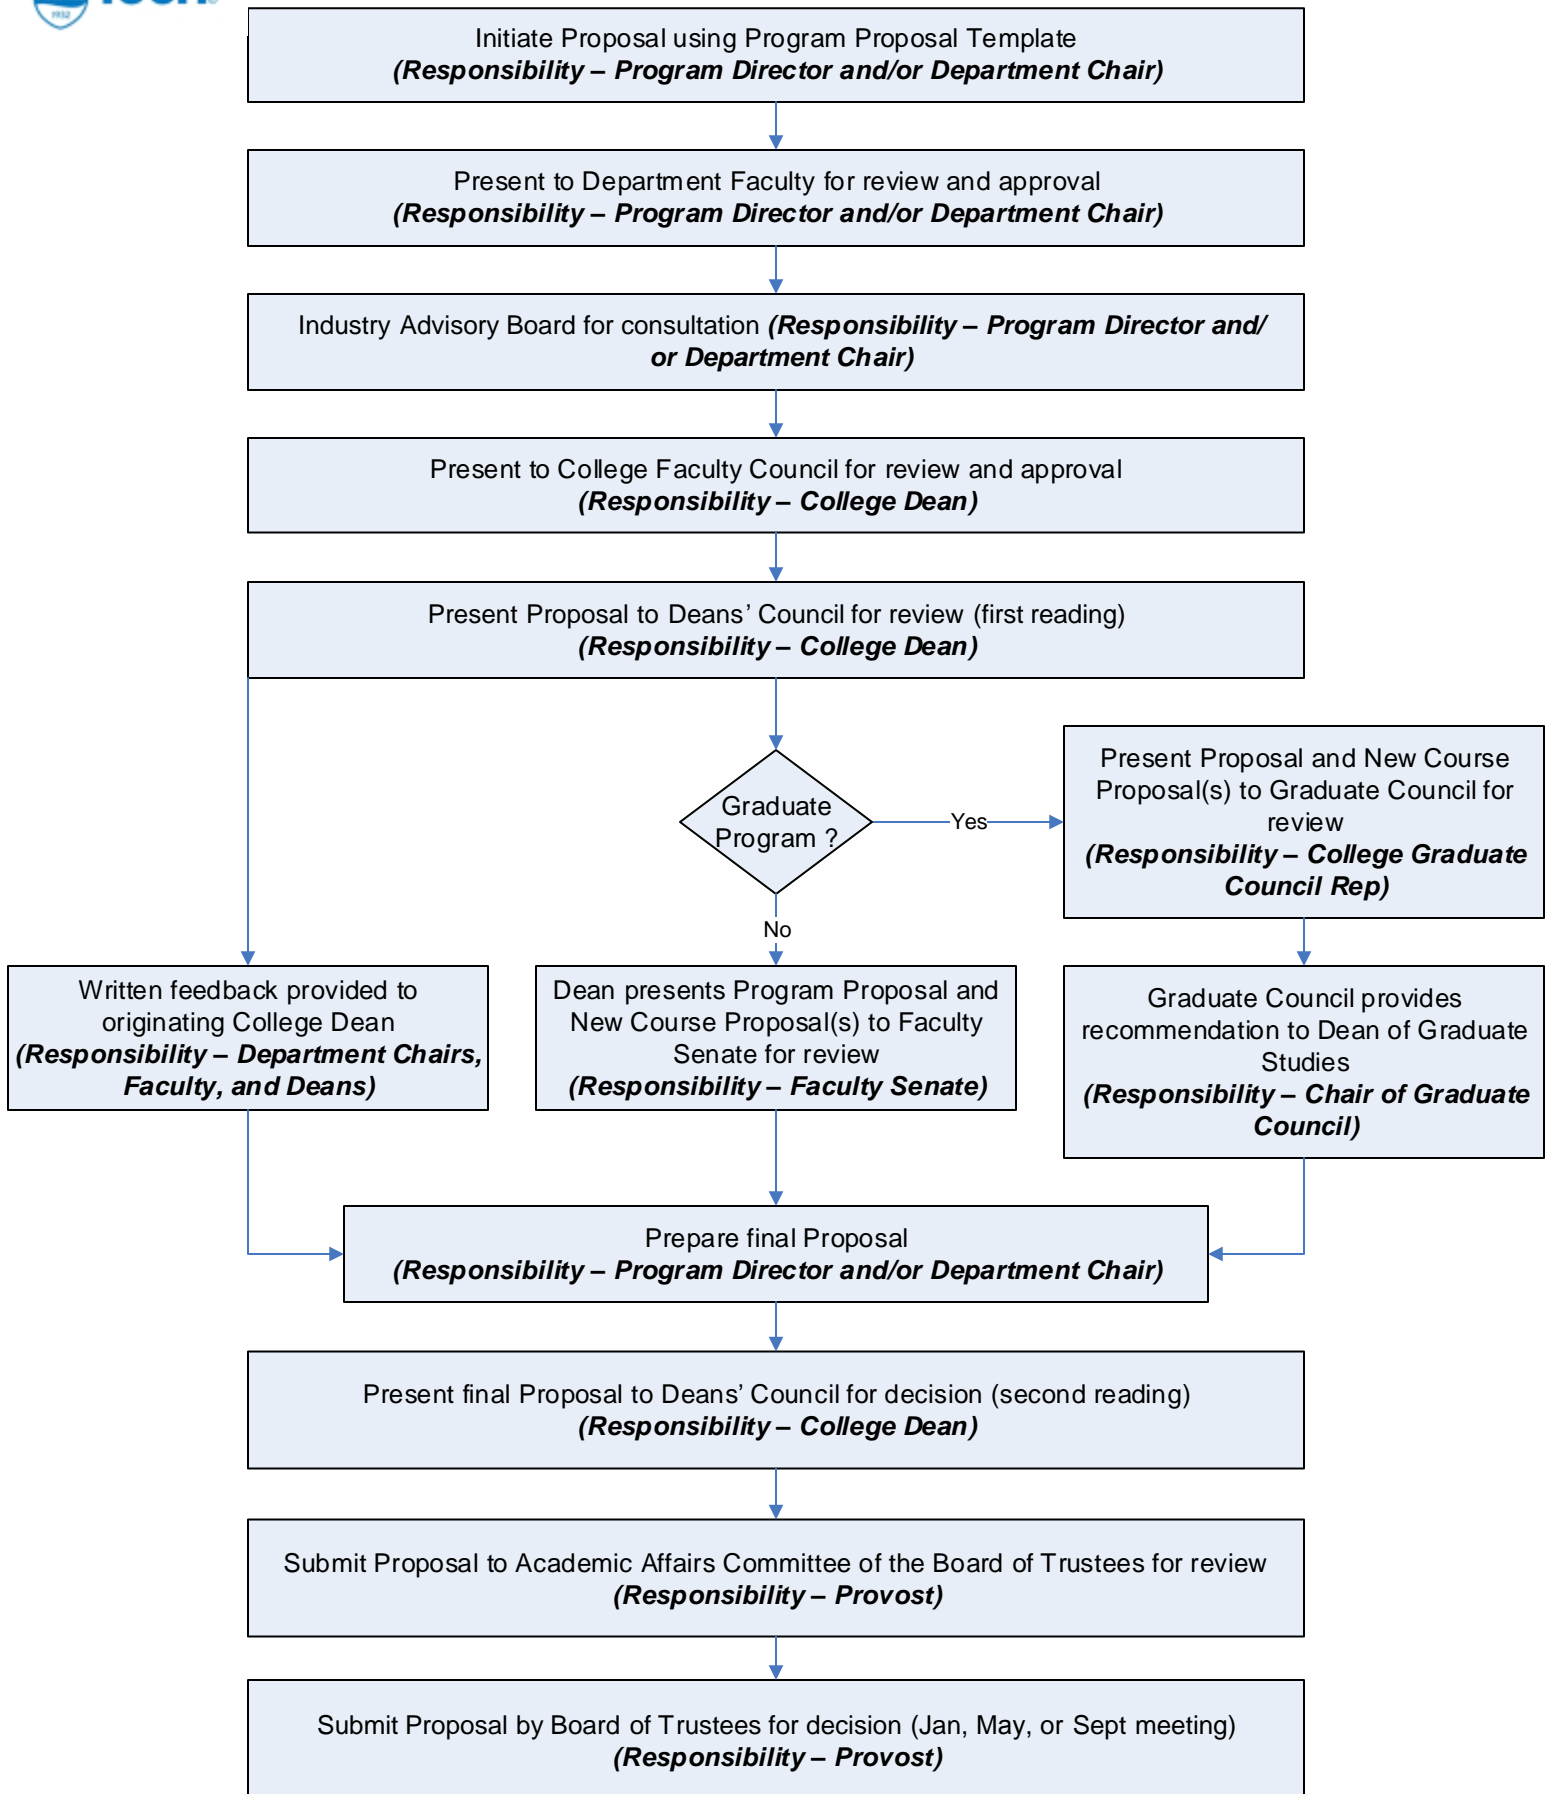 1932
Initiate Proposal using Program Proposal Template
(Responsibility – Program Director and/or Department Chair)
Present to Department Faculty for review and approval
(Responsibility – Program Director and/or Department Chair)
Industry Advisory Board for consultation (Responsibility – Program Director and/
or Department Chair)
Present to College Faculty Council for review and approval
(Responsibility – College Dean)
Present Proposal to Deans’ Council for review (first reading)
(Responsibility – College Dean)
Graduate
Program ?
Yes
Present Proposal and New Course
Proposal(s) to Graduate Council for
review
(Responsibility – College Graduate
Council Rep)
No
Written feedback provided to
originating College Dean
(Responsibility – Department Chairs,
Faculty, and Deans)
Dean presents Program Proposal and
New Course Proposal(s) to Faculty
Senate for review
(Responsibility – Faculty Senate)
Graduate Council provides
recommendation to Dean of Graduate
Studies
(Responsibility – Chair of Graduate
Council)
Prepare final Proposal
(Responsibility – Program Director and/or Department Chair)
Present final Proposal to Deans’ Council for decision (second reading)
(Responsibility – College Dean)
Submit Proposal to Academic Affairs Committee of the Board of Trustees for review
(Responsibility – Provost)
Submit Proposal by Board of Trustees for decision (Jan, May, or Sept meeting)
(Responsibility – Provost)